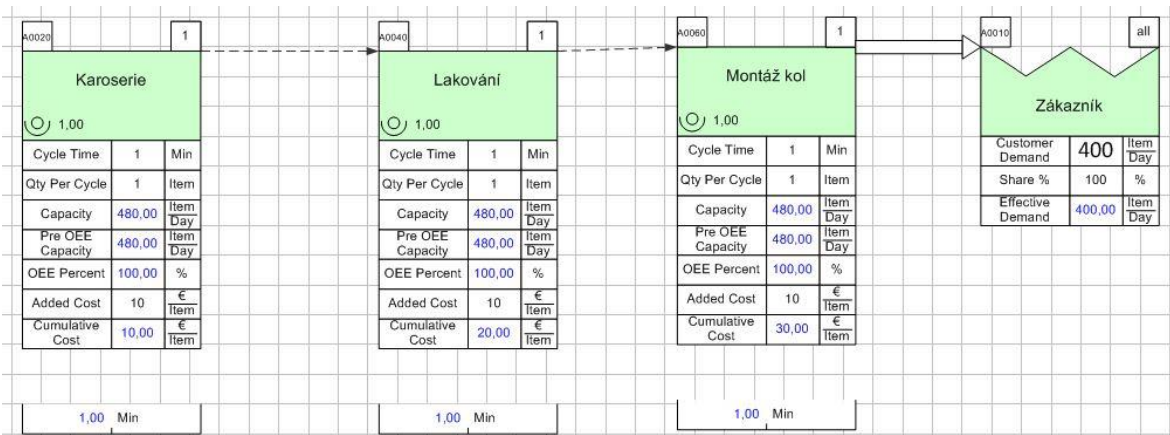 A0020
1
Karoserie
1,00
Cycle Time 1 Min
Qty Per Cycle 1 Item
Capacity 480,00 Item
Day
Pre OEE
Capacity 480,00 Item
Day
OEE Percent 100,00 %
Added Cost 10 €
Item
Cumulative
Cost 10,00 €
Item
1,00 Min
A0040
1
Lakování
1,00
Cycle Time 1 Min
Qty Per Cycle 1 Item
Capacity 480,00 Item
Day
Pre OEE
Capacity 480,00 Item
Day
OEE Percent 100,00 %
Added Cost 10 €
Item
Cumulative
Cost 20,00 €
Item
1,00 Min
A0060
1
Montáž kol
1,00
Cycle Time 1 Min
Qty Per Cycle 1 Item
Capacity 480,00 Item
Day
Pre OEE
Capacity 480,00 Item
Day
OEE Percent 100,00 %
Added Cost 10 €
Item
Cumulative
Cost 30,00 €
Item
1,00 Min
A0010
all
Zákazník
Customer
Demand 400 Item
Day
Share % 100 %
Effective
Demand 400,00 Item
Day